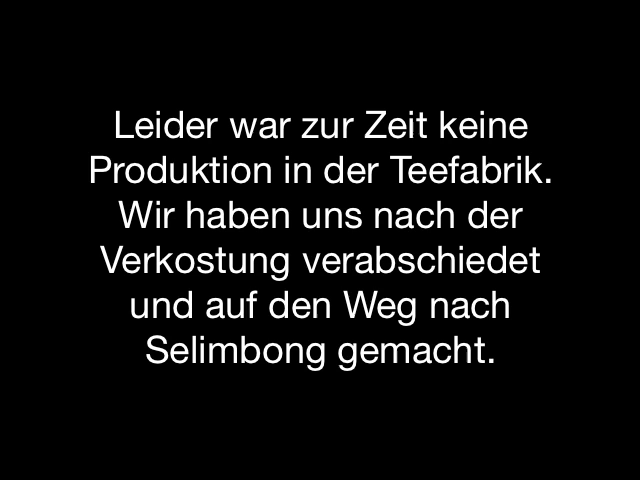 Leider war zur Zeit keine
Produktion in der Teefabrik.
Wir haben uns nach der
Verkostung verabschiedet
und auf den Weg nach
Selimbong gemacht.